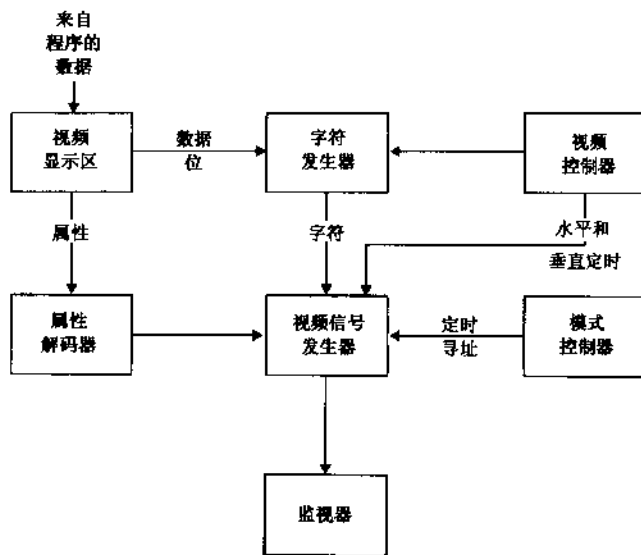 来自
程序的
数据
视频
显示区
数据
位
字符
发生器
视频
控制器
属性
字符
水平和
垂直定时
属性
解码器
视频信号
发生器
定时
寻址
模式
控制器
监视器